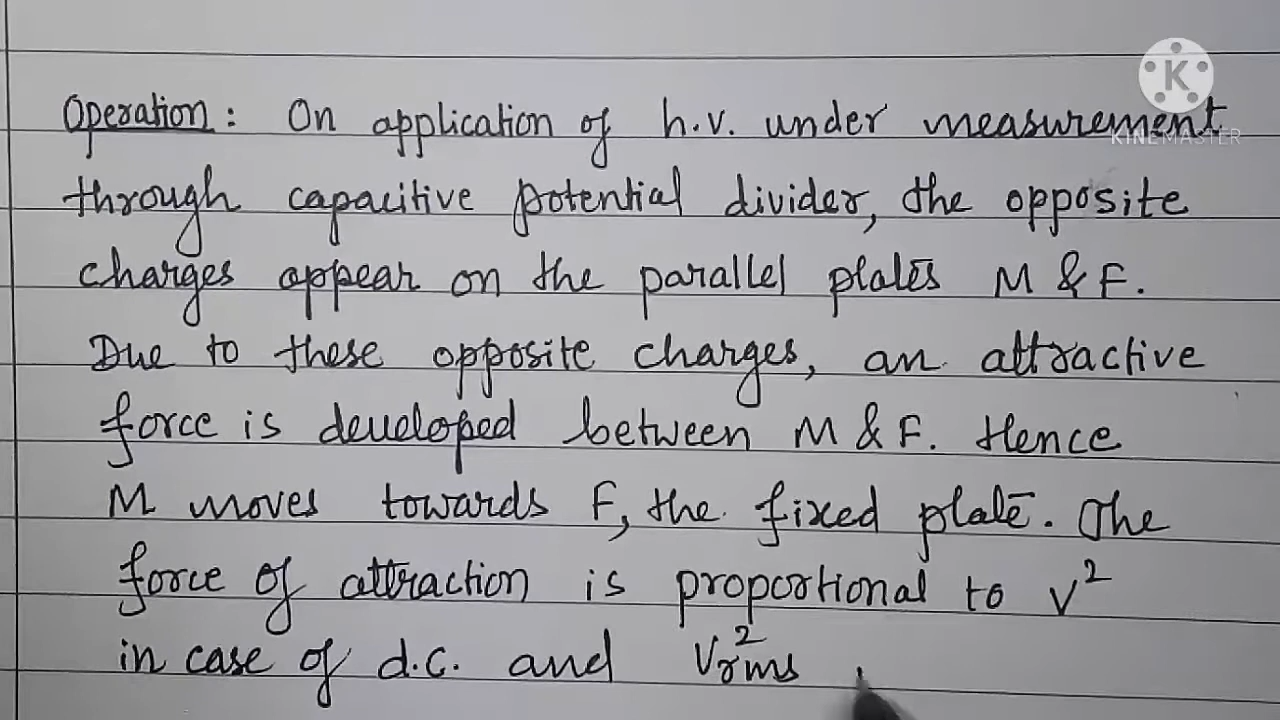 Operation: On application of h.v. under measurement
KINEMASTER
through capacitive potential divider, the opposite
charges appear on the parallel plates M & F.
Due to these opposite charges, an attractive
force is developed between M & F. Hence
M moves towards F, the fixed plate. The
force of attraction is proportional to V²
in case of d.c. and V²rms